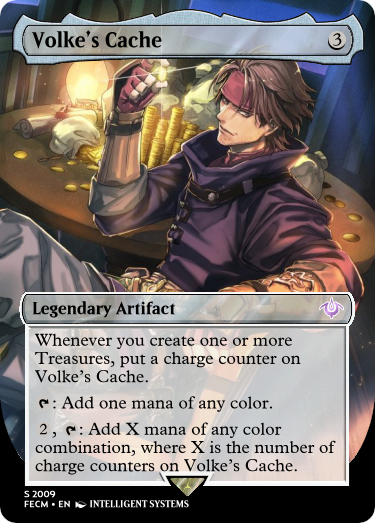 Volke's Cache 3
Legendary Artifact
Whenever you create one or more
Treasures, put a charge counter on
Volke's Cache.
: Add one mana of any color.
2 , : Add X mana of any color
combination, where X is the number of
charge counters on Volke's Cache.
S 2009
FECM • EN INTELLIGENT SYSTEMS